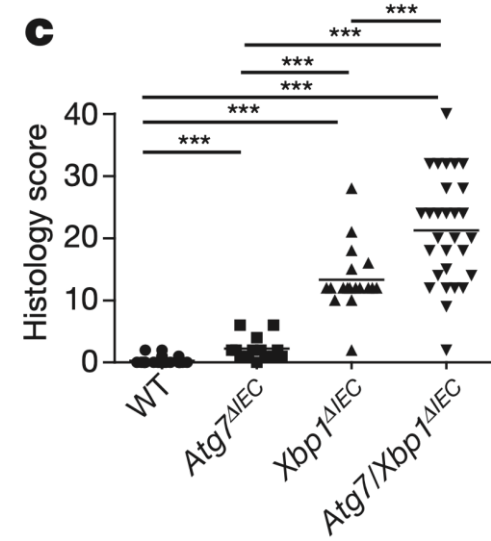 c
***
***
***
***
***
***
Histology score
40
30
20
10
0
WT
Atg7ΔIEC
Xbp1ΔIEC
Atg7/Xbp1ΔIEC